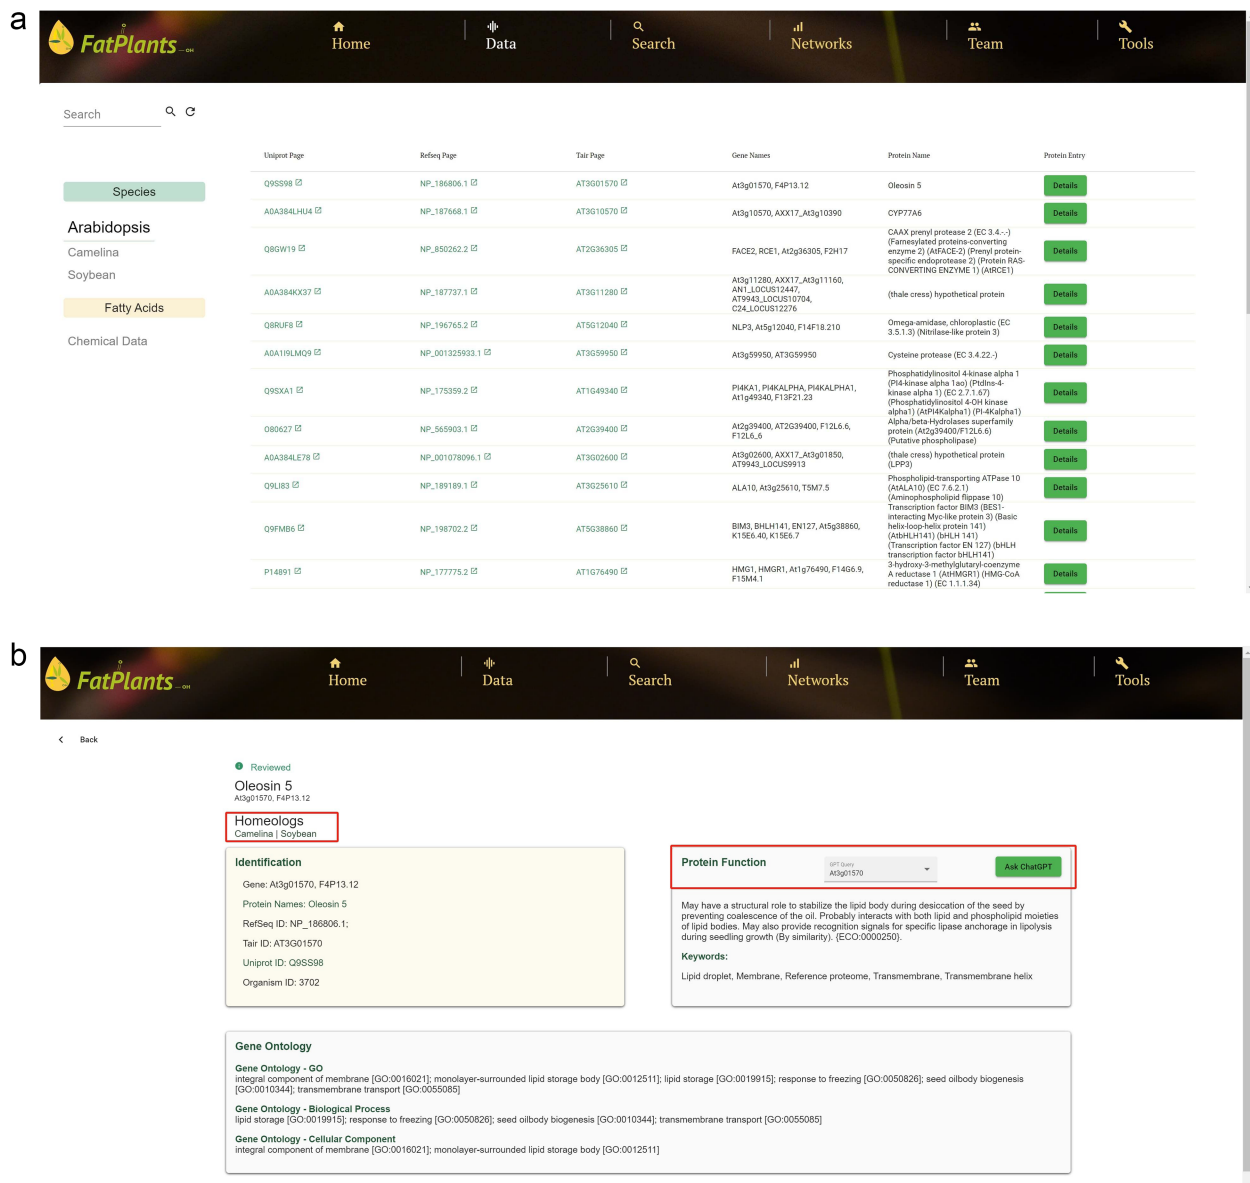 a
FatPlants
Home
Data
Search
Networks
Team
Tools
Search
Species
Arabidopsis
Camelina
Soybean
Fatty Acids
Chemical Data
Uniprot Page Refseq Page Tair Page Gene Names Protein Name Protein Entry
Q9SS98 NP_186806.1 AT3G01570 At3g01570, F4P13.12 Oleosin 5 Details
A0A384LHU4 NP_187668.1 AT3G10570 At3g10570, AXX17_At3g10390 CYP77A6 Details
Q8GW19 NP_850262.2 AT2G36305 FACE2, RCE1, At2g36305, F2H17
CAAX prenyl protease 2 (EC 3.4.-.-)
(Farnesylated proteins-converting
enzyme 2) (AtFACE-2) (Prenyl protein-
specific endoprotease 2) (Protein RAS-
CONVERTING ENZYME 1) (AtRCE1)
Details
A0A384KX37 NP_187737.1 AT3G11280
At3g11280, AXX17_At3g11160,
AN1_LOCUS12447,
AT9943_LOCUS10704,
C24_LOCUS12276
(thale cress) hypothetical protein
Details
Q8RUF8 NP_196765.2 AT5G12040 NLP3, At5g12040, F14F18.210
Omega-amidase, chloroplastic (EC
3.5.1.3) (Nitrilase-like protein 3)
Details
A0A1I9LMQ9 NP_001325933.1 AT3G59950 At3g59950, AT3G59950 Cysteine protease (EC 3.4.22.-) Details
Q9SXA1 NP_175359.2 AT1G49340
PI4KA1, PI4KALPHA, PI4KALPHA1,
At1g49340, F13F21.23
Phosphatidylinositol 4-kinase alpha 1
(PI4-kinase alpha 1ao) (PtdIns-4-
kinase alpha 1) (EC 2.7.1.67)
(Phosphatidylinositol 4-OH kinase
alpha1) (AtPI4Kalpha1) (PI-4Kalpha1)
Details
O80627 NP_565903.1 AT2G39400
At2g39400, AT2G39400, F12L6.6,
F12L6_6
Alpha/beta-Hydrolases superfamily
protein (At2g39400/F12L6.6)
(Putative phospholipase)
Details
A0A384LE78 NP_001078096.1 AT3G02600
At3g02600, AXX17_At3g01850,
AT9943_LOCUS9913
(thale cress) hypothetical protein
(LPP3)
Details
Q9LI83 NP_189189.1 AT3G25610 ALA10, At3g25610, T5M7.5
Phospholipid-transporting ATPase 10
(AtALA10) (EC 7.6.2.1)
(Aminophospholipid flippase 10)
Details
Q9FMB6 NP_198702.2 AT5G38860
BIM3, BHLH141, EN127, At5g38860,
K15E6.40, K15E6.7
Transcription factor BIM3 (BES1-
interacting Myc-like protein 3) (Basic
helix-loop-helix protein 141)
(AtbHLH141) (bHLH 141)
(Transcription factor EN 127) (bHLH
transcription factor bHLH141)
Details
P14891 NP_177775.2 AT1G76490
HMG1, HMGR1, At1g76490, F14G6.9,
F15M4.1
3-hydroxy-3-methylglutaryl-coenzyme
A reductase 1 (AtHMGR1) (HMG-CoA
reductase 1) (EC 1.1.1.34)
Details
b
FatPlants
Home
Data
Search
Networks
Team
Tools
Back
Reviewed
Oleosin 5
At3g01570, F4P13.12
Homeologs
Camelina | Soybean
Identification
Gene: At3g01570, F4P13.12
Protein Names: Oleosin 5
RefSeq ID: NP_186806.1;
Tair ID: AT3G01570
Uniprot ID: Q9SS98
Organism ID: 3702
Protein Function
GPT Query
At3g01570
Ask ChatGPT
May have a structural role to stabilize the lipid body during desiccation of the seed by
preventing coalescence of the oil. Probably interacts with both lipid and phospholipid moieties
of lipid bodies. May also provide recognition signals for specific lipase anchorage in lipolysis
during seedling growth (By similarity). {ECO:0000250}.
Keywords:
Lipid droplet, Membrane, Reference proteome, Transmembrane, Transmembrane helix
Gene Ontology
Gene Ontology - GO
integral component of membrane [GO:0016021]; monolayer-surrounded lipid storage body [GO:0012511]; lipid storage [GO:0019915]; response to freezing [GO:0050826]; seed oilbody biogenesis
[GO:0010344]; transmembrane transport [GO:0055085]
Gene Ontology - Biological Process
lipid storage [GO:0019915]; response to freezing [GO:0050826]; seed oilbody biogenesis [GO:0010344]; transmembrane transport [GO:0055085]
Gene Ontology - Cellular Component
integral component of membrane [GO:0016021]; monolayer-surrounded lipid storage body [GO:0012511]